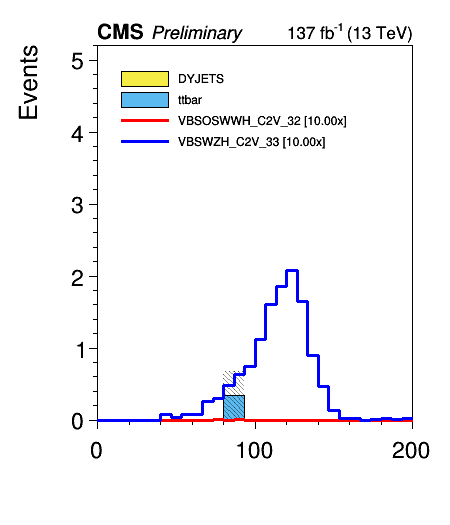 CMS Preliminary 137 fb⁻¹ (13 TeV)
Events
5
4
3
2
1
0
DYJETS
ttbar
VBSOSWWH_C2V_32 [10.00x]
VBSWZH_C2V_33 [10.00x]
0 100 200